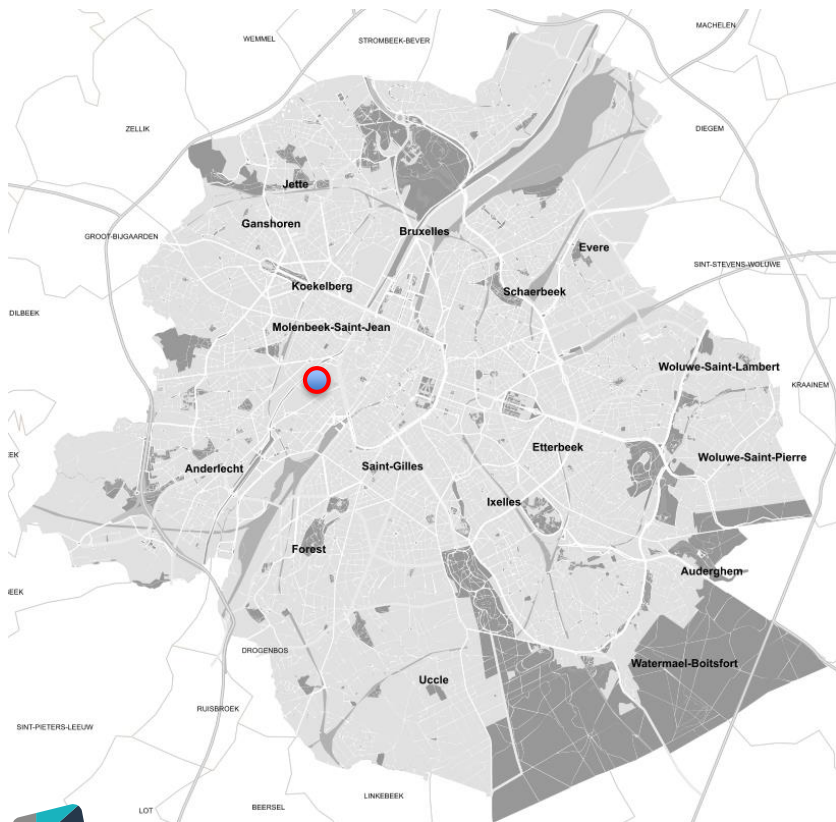 MACHELEN
WEMMEL
STROMBEEK-BEVER
ZELLIK
DIEGEM
Jette
Ganshoren
Bruxelles
GROOT-BIJGAARDEN
Evere
SINT-STEVENS-WOLUWE
Koekelberg
Schaerbeek
DILBEEK
Molenbeek-Saint-Jean
Woluwe-Saint-Lambert
KRAAINEM
Etterbeek
EK
Woluwe-Saint-Pierre
Anderlecht
Saint-Gilles
Ixelles
Forest
Auderghem
EEK
DROGENBOS
Watermael-Boitsfort
Uccle
RUISBROEK
SINT-PIETERS-LEEUW
LINKEBEEK
LOT
BEERSEL